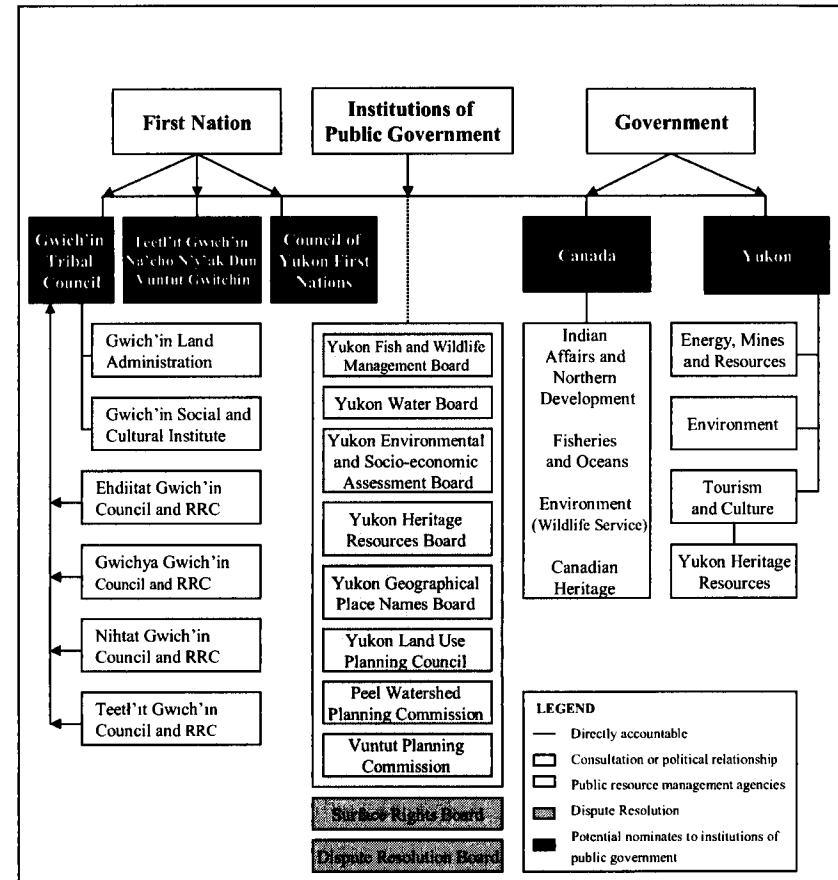 First Nation
Institutions of
Public Government
Government
Gwich'in
Tribal
Council
Teetl'it Gwich'in
Na'cho N'y'ak Dun
Vuntut Gwitchin
Council of
Yukon First
Nations
Canada
Yukon
Gwich'in Land
Administration
Gwich'in Social and
Cultural Institute
Ehdiitat Gwich'in
Council and RRC
Gwichya Gwich'in
Council and RRC
Nihtat Gwich'in
Council and RRC
Teetł'it Gwich'in
Council and RRC
Yukon Fish and Wildlife
Management Board
Yukon Water Board
Yukon Environmental
and Socio-economic
Assessment Board
Yukon Heritage
Resources Board
Yukon Geographical
Place Names Board
Yukon Land Use
Planning Council
Peel Watershed
Planning Commission
Vuntut Planning
Commission
Surface Rights Board
Dispute Resolution Board
Indian
Affairs and
Northern
Development
Fisheries
and Oceans
Environment
(Wildlife Service)
Canadian
Heritage
Energy, Mines
and Resources
Environment
Tourism
and Culture
Yukon Heritage
Resources
LEGEND
Directly accountable
Consultation or political relationship
Public resource management agencies
Dispute Resolution
Potential nominates to institutions of
public government